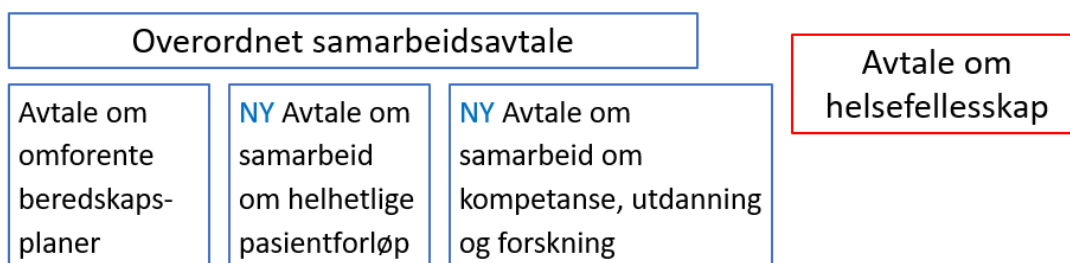 Overordnet samarbeidsavtale
Avtale om
helsefellesskap
Avtale om
omforente
beredskaps-
planer
NY Avtale om
samarbeid
om helhetlige
pasientforløp
NY Avtale om
samarbeid om
kompetanse, utdanning
og forskning